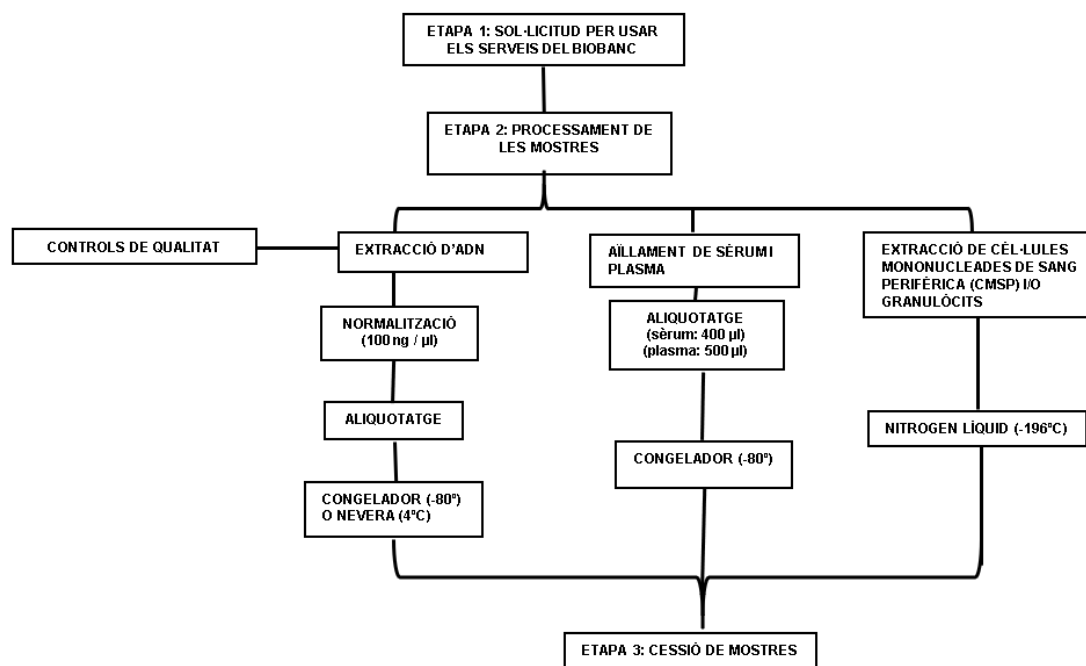 ETAPA 1: SOL·LICITUD PER USAR
ELS SERVEIS DEL BIOBANC
ETAPA 2: PROCESSAMENT DE
LES MOSTRES
CONTROLS DE QUALITAT
EXTRACCIÓ D'ADN
NORMALITZACIÓ
(100 ng / µl)
ALIQUOTATGE
CONGELADOR (-80º)
O NEVERA (4ºC)
AÏLLAMENT DE SÈRUM I
PLASMA
ALIQUOTATGE
(sèrum: 400 µl)
(plasma: 500 µl)
CONGELADOR (-80º)
EXTRACCIÓ DE CÈL·LULES
MONONUCLEADES DE SANG
PERIFÈRICA (CMSP) I/O
GRANULÒCITS
NITROGEN LÍQUID (-196ºC)
ETAPA 3: CESSIÓ DE MOSTRES